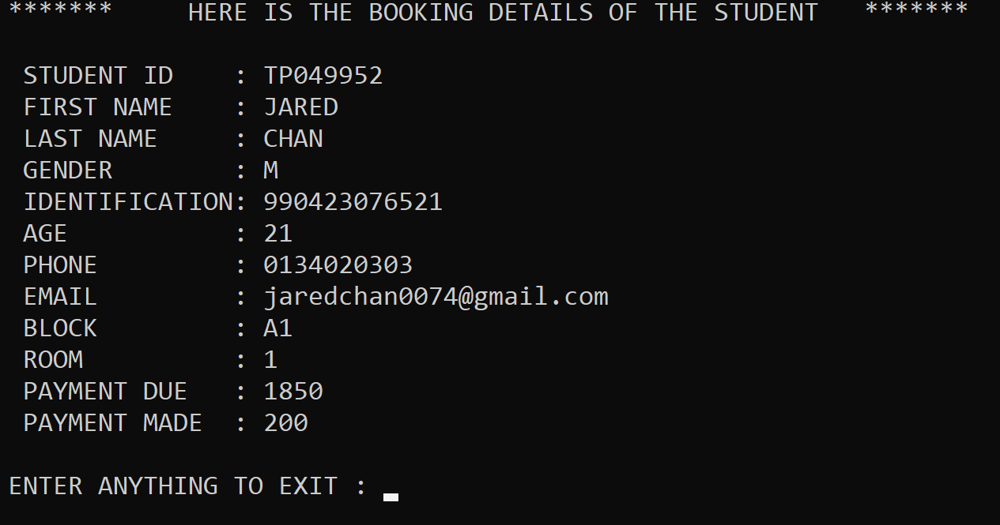 ******* HERE IS THE BOOKING DETAILS OF THE STUDENT *******
STUDENT ID : TP049952
FIRST NAME : JARED
LAST NAME : CHAN
GENDER : M
IDENTIFICATION: 990423076521
AGE : 21
PHONE : 0134020303
EMAIL : jaredchan0074@gmail.com
BLOCK : A1
ROOM : 1
PAYMENT DUE : 1850
PAYMENT MADE : 200
ENTER ANYTHING TO EXIT :